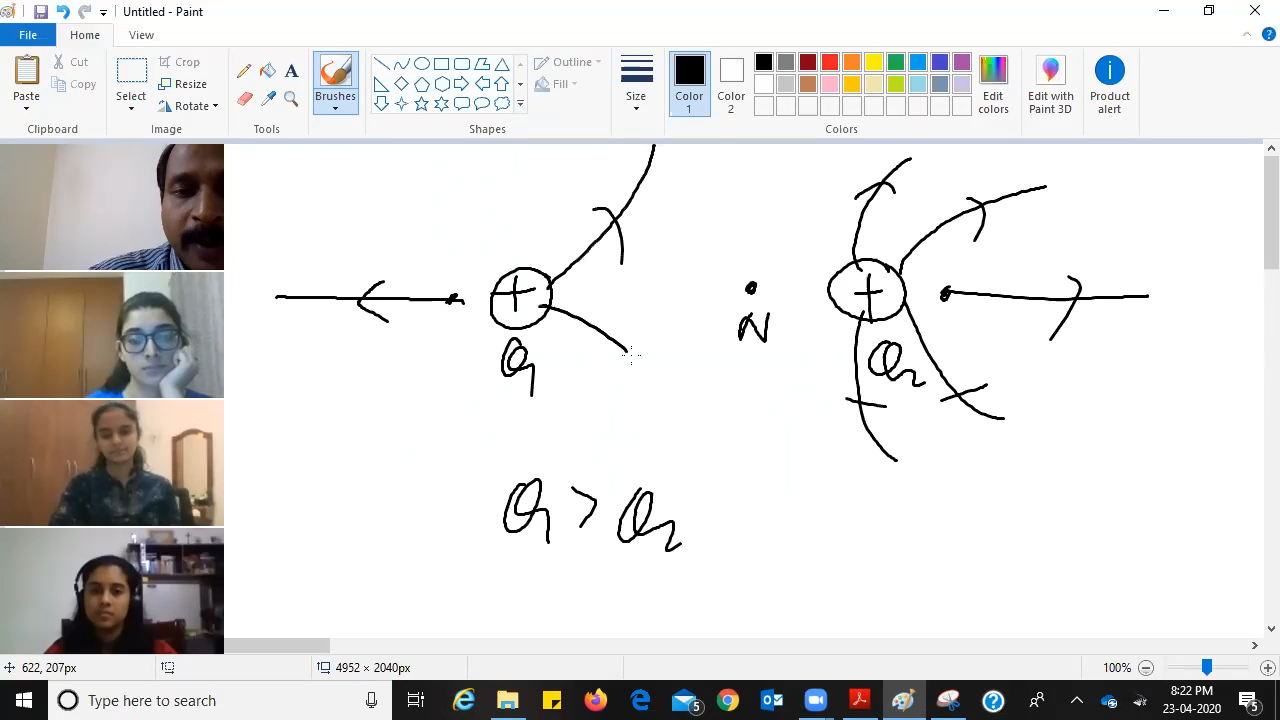 Untitled - Paint
File Home View
Paste
Cut
Copy
Clipboard
Select
Crop
Resize
Rotate
Image
A
Tools
Brushes
Shapes
Outline
Fill
Size
Color 1
Color 2
Edit colors
Colors
Edit with Paint 3D
Product alert
+ +
N
Q1 Q2
Q1 > Q2
622, 207px
4952 × 2040px
100%
Type here to search
5
8:22 PM
23-04-2020
5